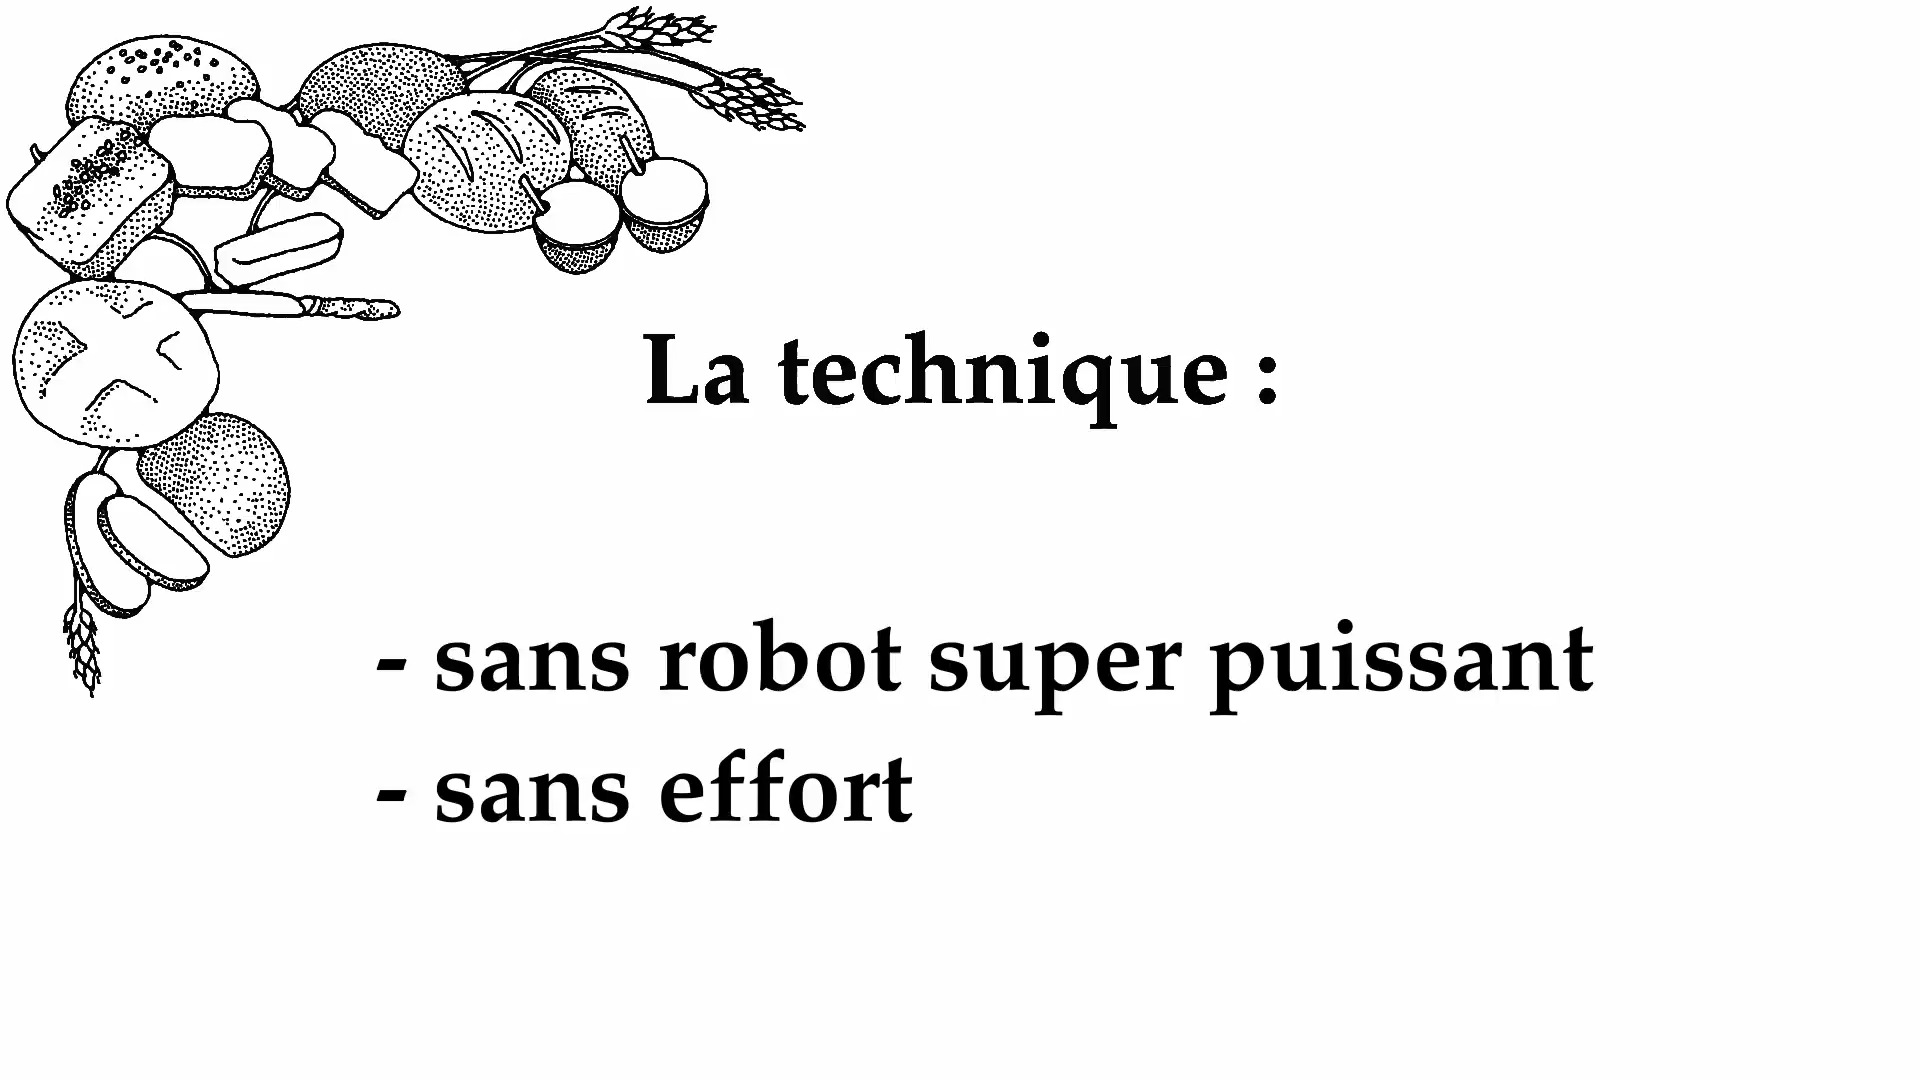 La technique :
- sans robot super puissant
- sans effort